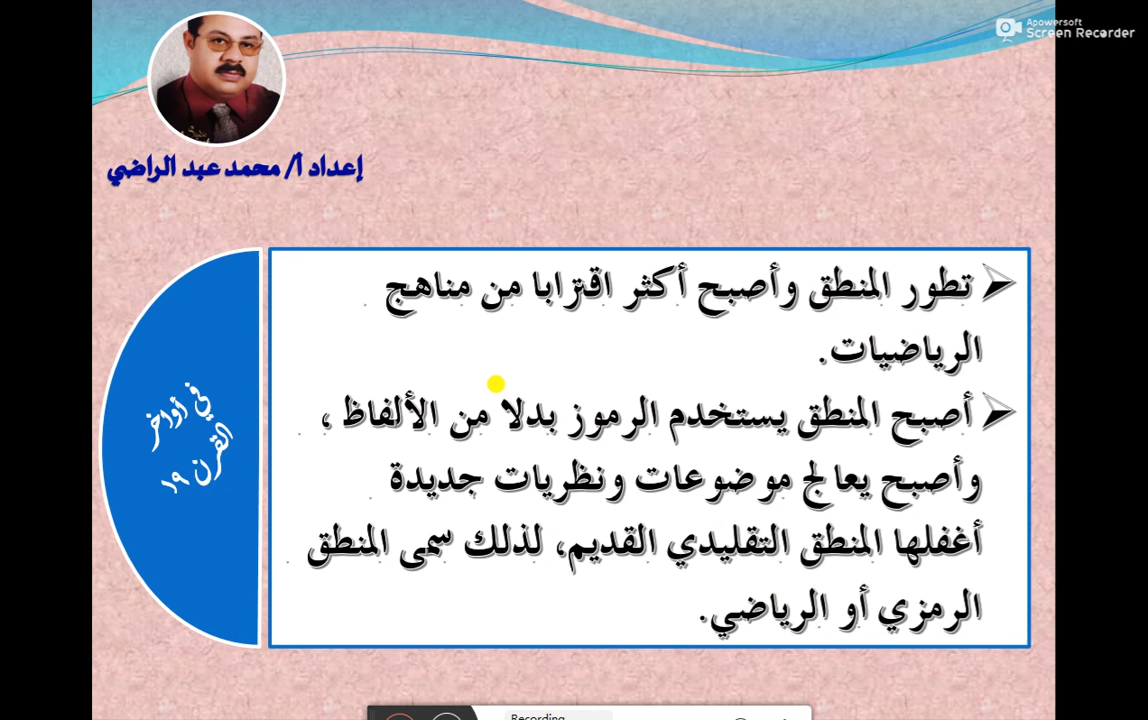 Apowersoft
Screen Recorder
إعداد أ/ محمد عبد الراضي
تطور المنطق وأصبح أكثر اقترابا من مناهج
الرياضيات.
أصبح المنطق يستخدم الرموز بدلا من الألفاظ ،
وأصبح يعالج موضوعات ونظريات جديدة
أغفلها المنطق التقليدي القديم، لذلك سمى المنطق
الرمزي أو الرياضي.
في أواخر
القرن ١٩
Recording